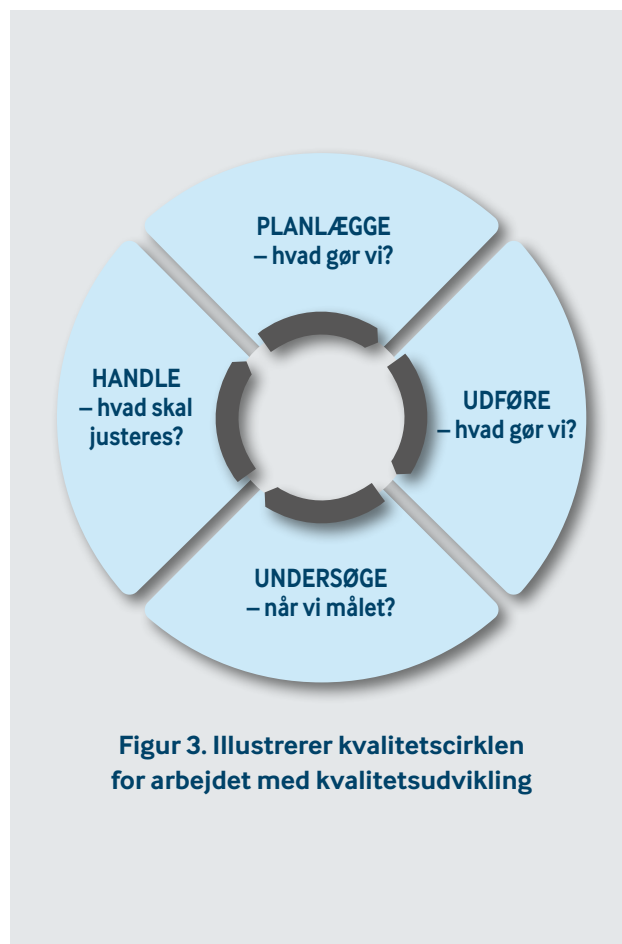 PLANLÆGGE
– hvad gør vi?
HANDLE
– hvad skal
justeres?
UDFØRE
– hvad gør vi?
UNDERSØGE
– når vi målet?
Figur 3. Illustrerer kvalitetscirklen
for arbejdet med kvalitetsudvikling